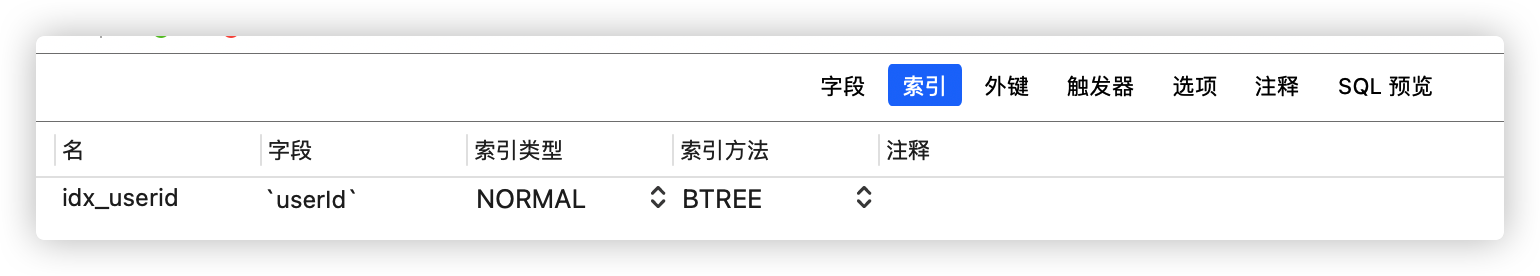 字段 索引 外键 触发器 选项 注释 SQL 预览
名 字段 索引类型 索引方法 注释
idx_userid `userId` NORMAL BTREE